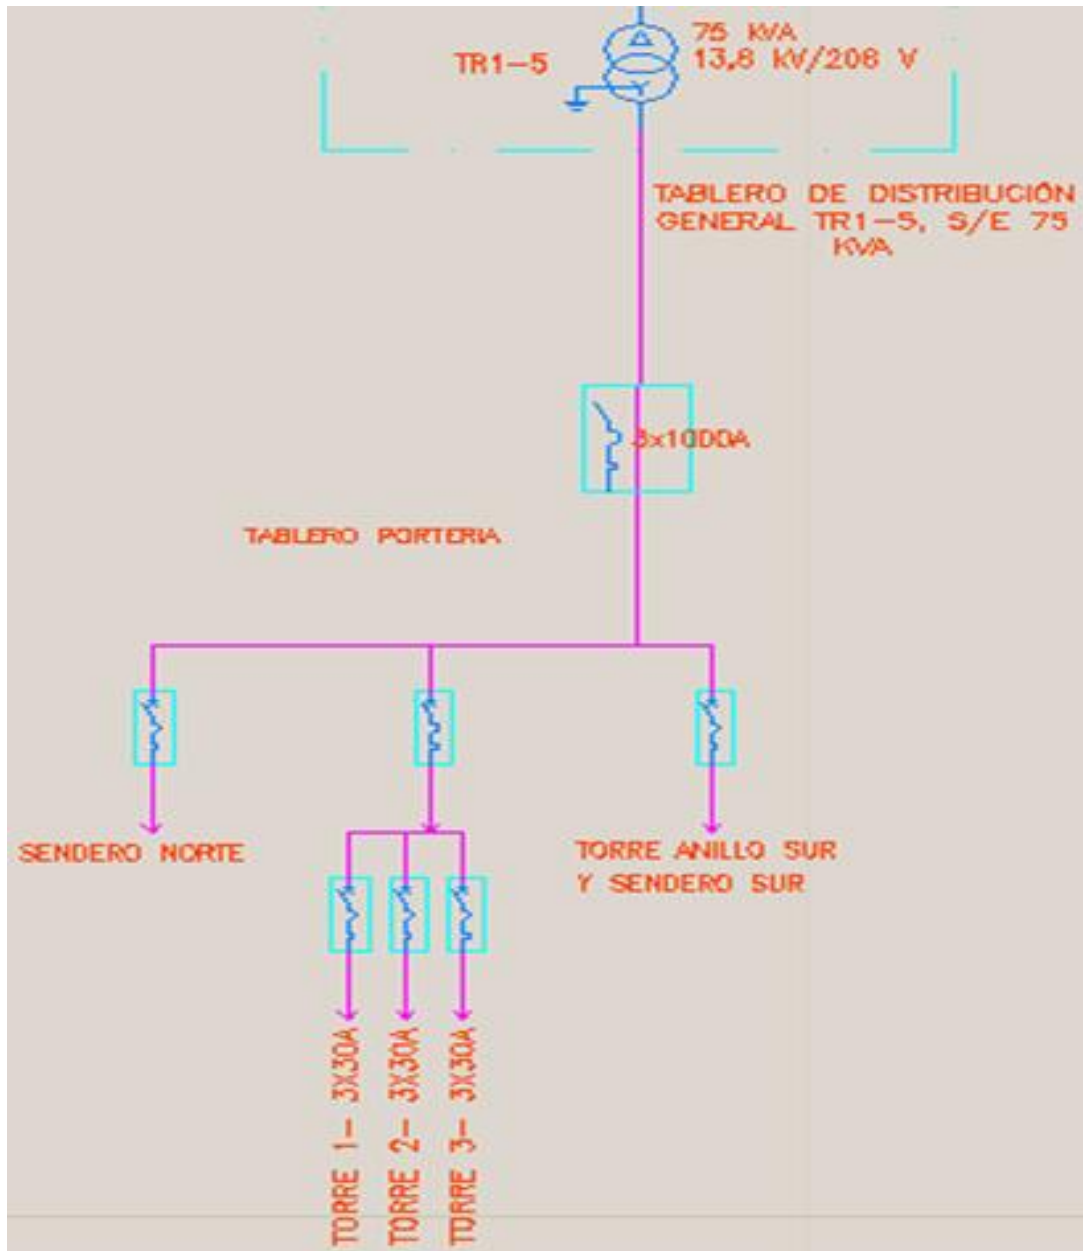 TR1-5
75 KVA
13,8 kV/208 V
TABLERO DE DISTRIBUCIÓN
GENERAL TR1-5, S/E 75
KVA
3x1000A
TABLERO PORTERIA
SENDERO NORTE
TORRE ANILLO SUR
Y SENDERO SUR
TORRE 1- 3X30A
TORRE 2- 3X30A
TORRE 3- 3X30A